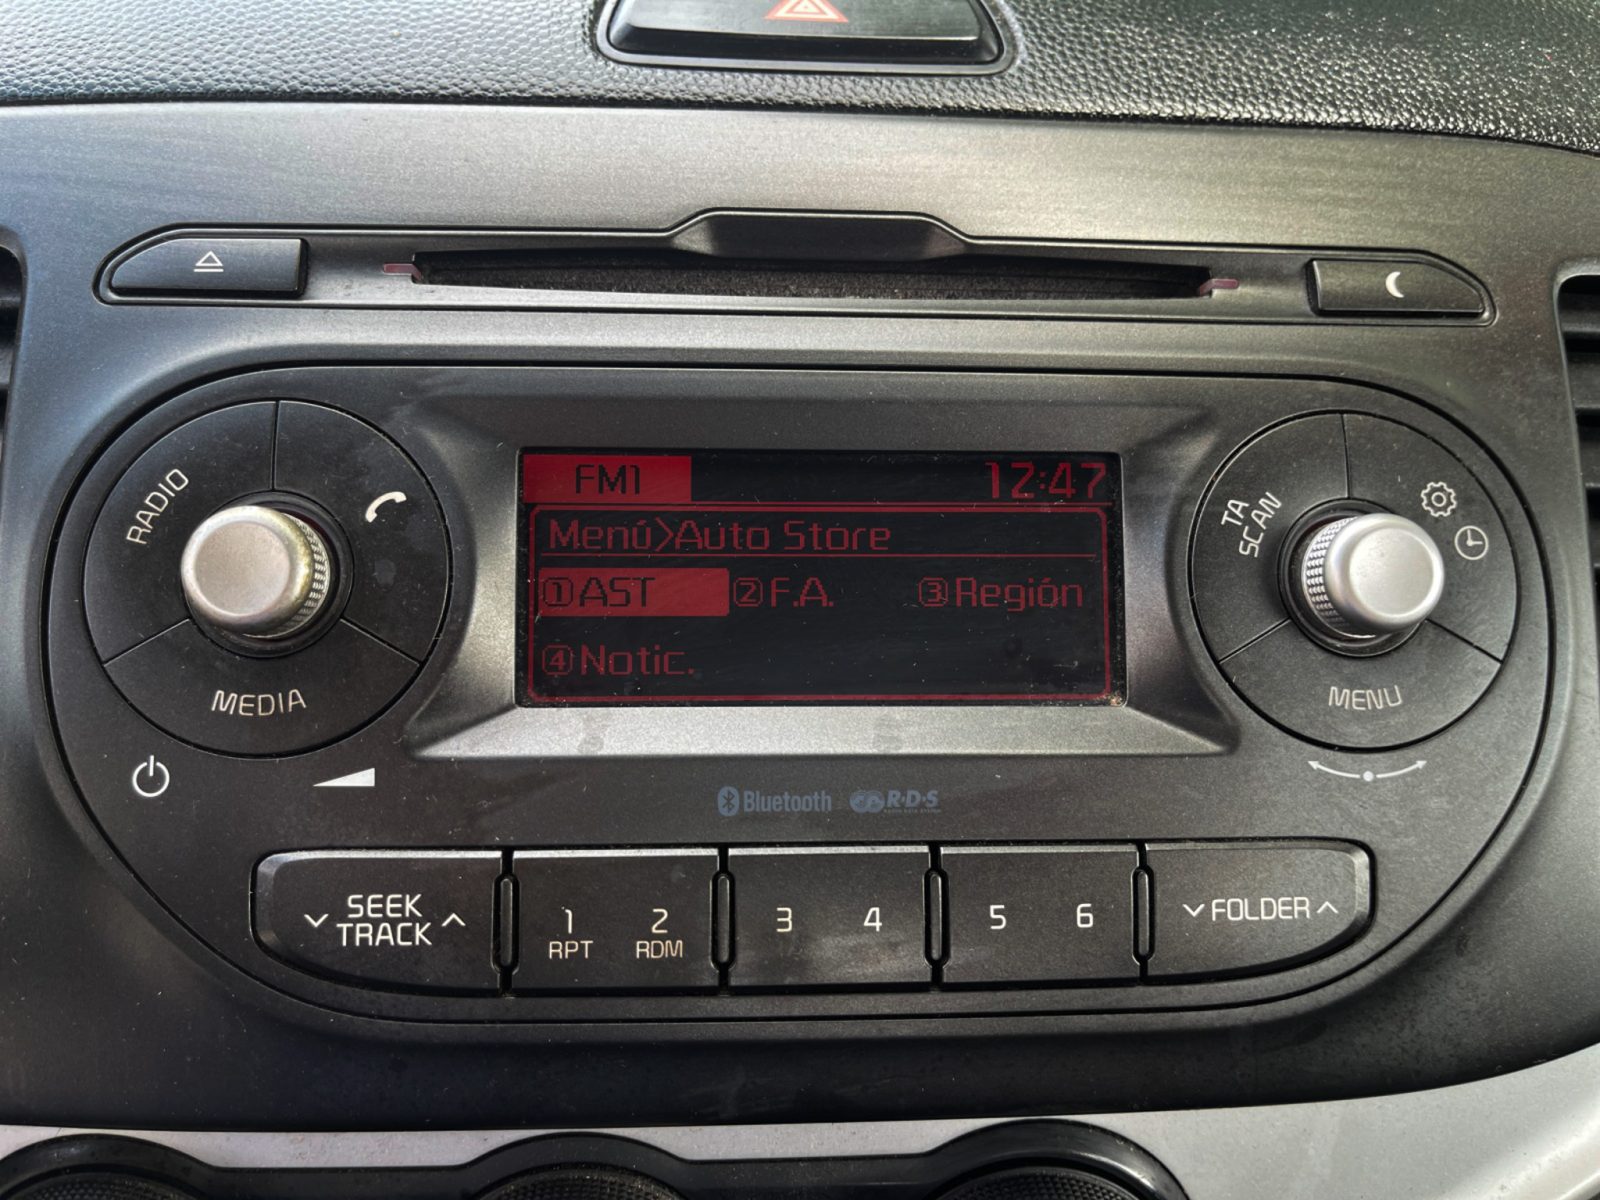 FM1 12:47
Menú>Auto Store
①AST ②F.A. ③Región
④Notic.
RADIO
MEDIA
TA
SCAN
MENU
Bluetooth R·D·S
SEEK
TRACK
1 2 3 4 5 6
RPT RDM
FOLDER